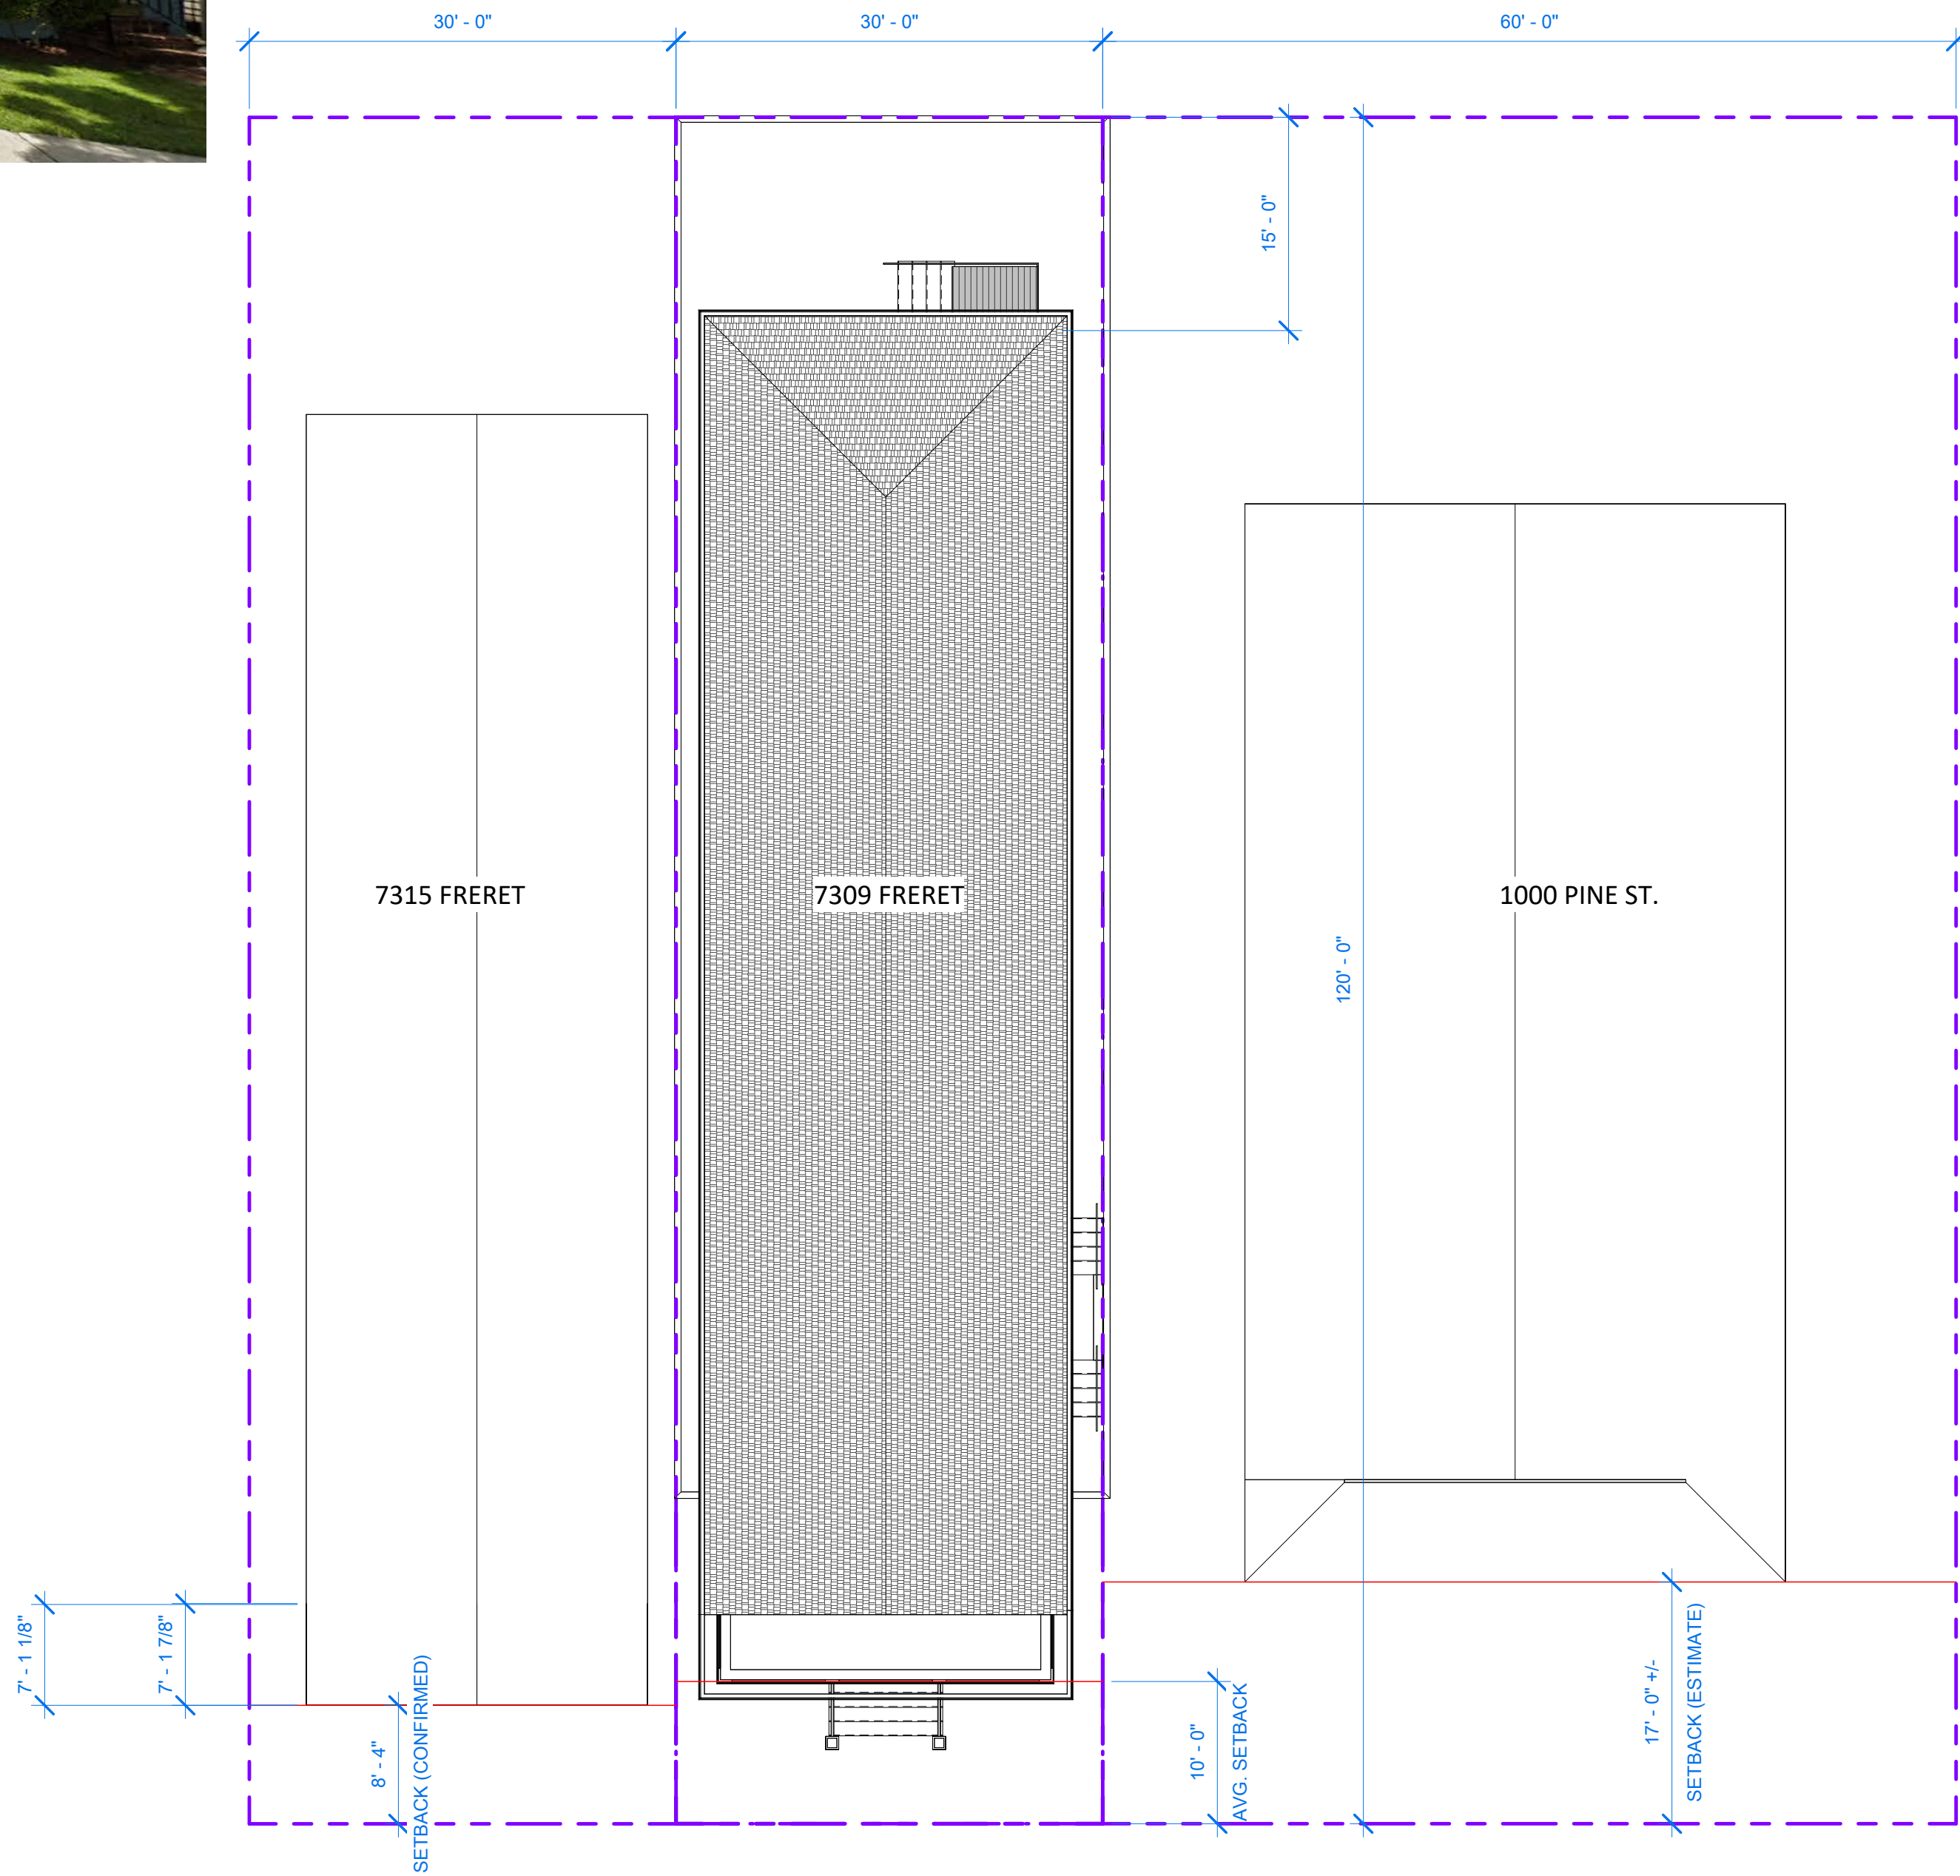 30' - 0"
30' - 0"
60' - 0"
15' - 0"
7315 FRERET
7309 FRERET
1000 PINE ST.
120' - 0"
7' - 1 1/8"
7' - 1 7/8"
8' - 4"
SETBACK (CONFIRMED)
10' - 0"
AVG. SETBACK
17' - 0" +/-
SETBACK (ESTIMATE)